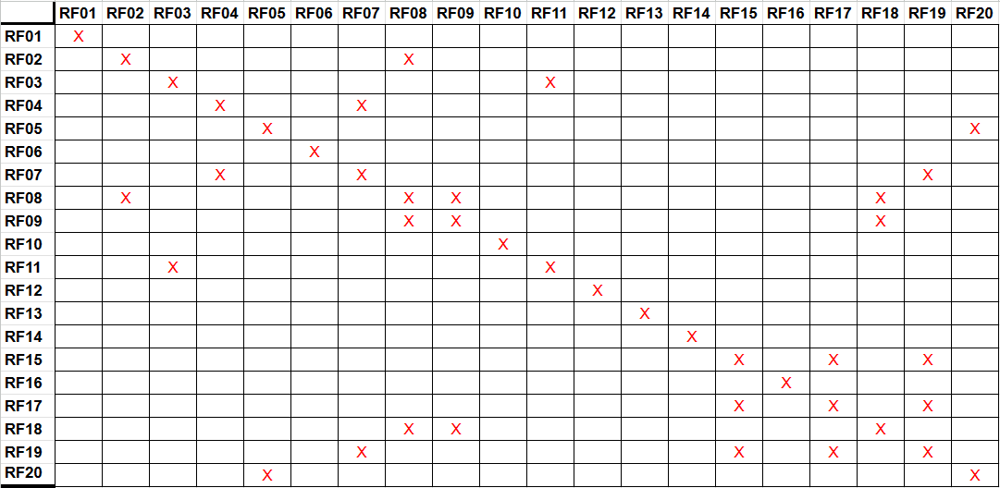 RF01 RF02 RF03 RF04 RF05 RF06 RF07 RF08 RF09 RF10 RF11 RF12 RF13 RF14 RF15 RF16 RF17 RF18 RF19 RF20
RF01 X
RF02 X X
RF03 X X
RF04 X X
RF05 X X
RF06 X
RF07 X X X
RF08 X X X X
RF09 X X X
RF10 X
RF11 X X
RF12 X
RF13 X
RF14 X
RF15 X X X
RF16 X
RF17 X X X
RF18 X X X
RF19 X X X X
RF20 X X